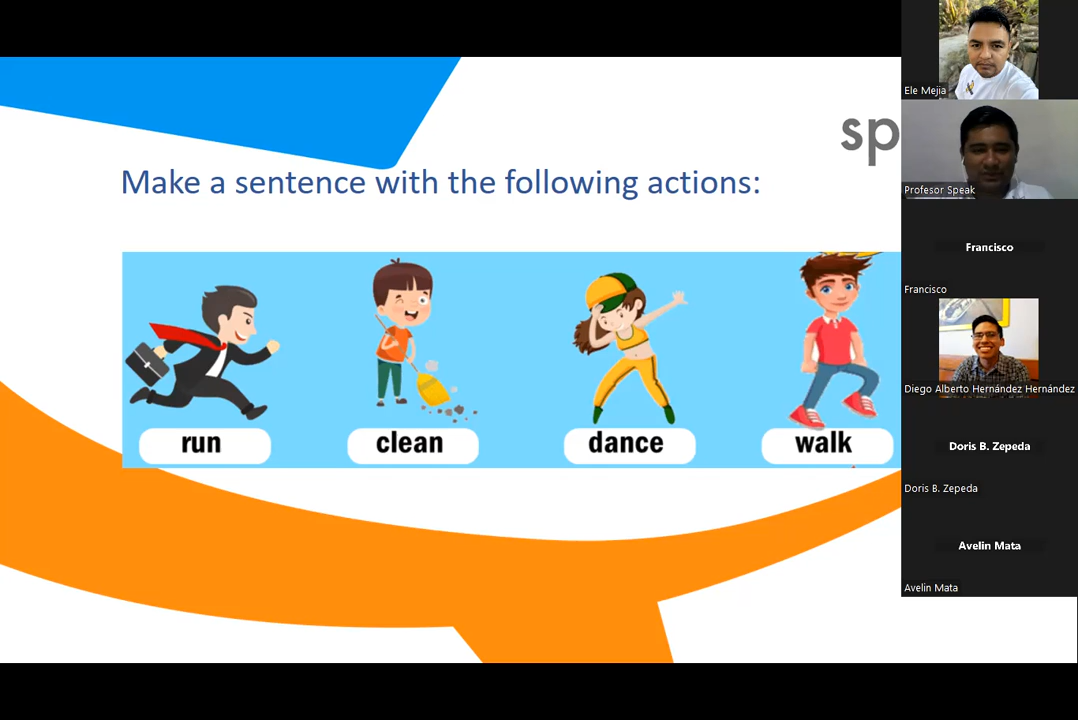 sp
Make a sentence with the following actions:
run
clean
dance
walk
Ele Mejia
Profesor Speak
Francisco
Francisco
Diego Alberto Hernández Hernández
Doris B. Zepeda
Doris B. Zepeda
Avelin Mata
Avelin Mata